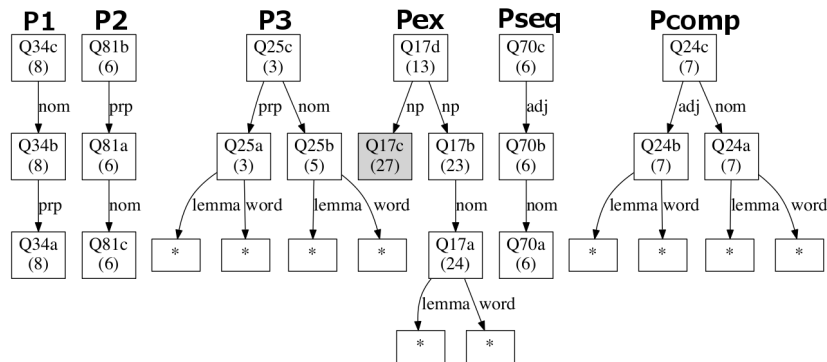 P1 P2 P3 Pex Pseq Pcomp
Q34c Q81b Q25c Q17d Q70c Q24c
(8) (6) (3) (13) (6) (7)
nom prp prp nom np np adj adj nom
Q34b Q81a Q25a Q25b Q17c Q17b Q70b Q24b Q24a
(8) (6) (3) (5) (27) (23) (6) (7) (7)
prp nom lemma word lemma word nom nom lemma word lemma word
Q34a Q81c * * * * Q17a Q70a * * * *
(8) (6) (24) (6)
lemma word
* *